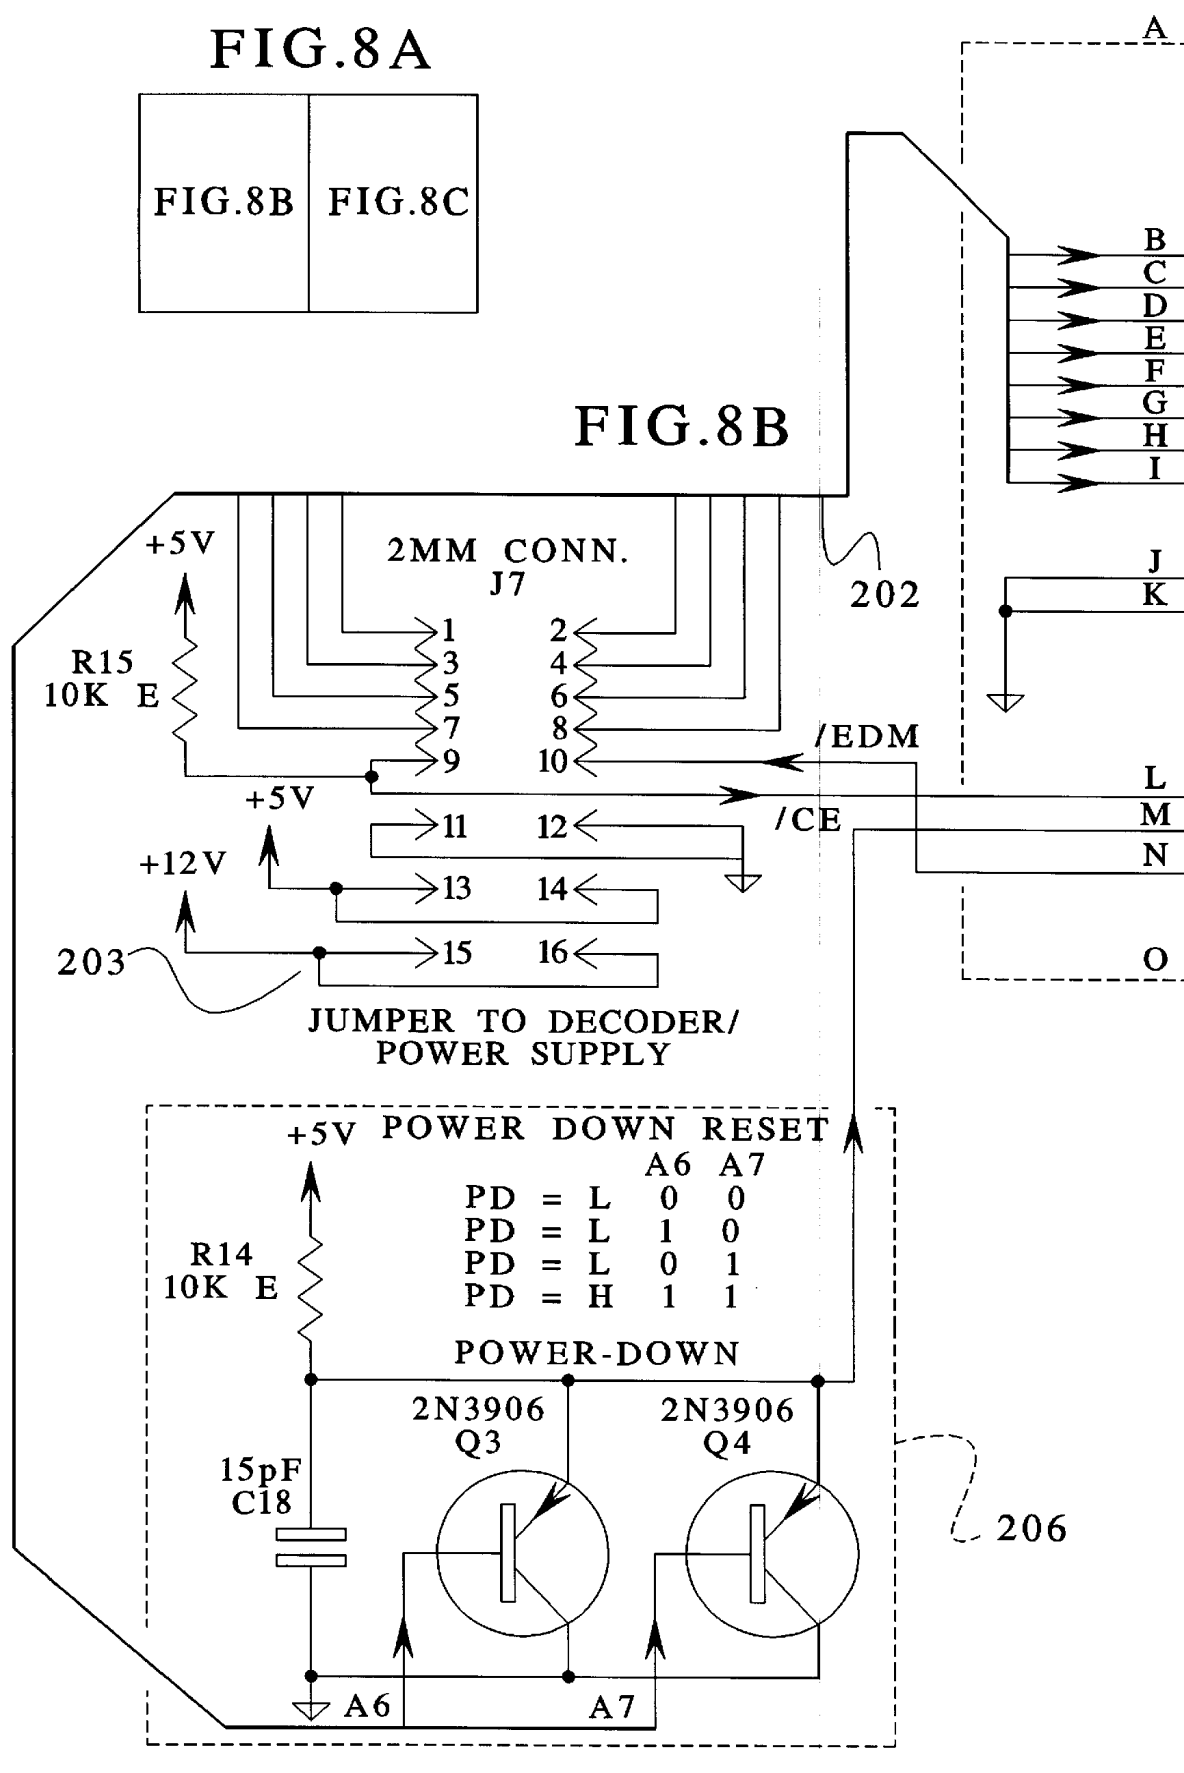 FIG.8A
FIG.8B FIG.8C
A
B
C
D
E
F
G
H
I
FIG.8B
+5V
2MM CONN.
J7
202
J
K
R15
10K E
1 2
3 4
5 6
7 8
9 10
/EDM
L
+5V
/CE
M
11 12
N
+12V
13 14
15 16
203
O
JUMPER TO DECODER/
POWER SUPPLY
+5V POWER DOWN RESET
A6 A7
PD = L 0 0
PD = L 1 0
PD = L 0 1
PD = H 1 1
R14
10K E
POWER-DOWN
2N3906
Q3
2N3906
Q4
15pF
C18
206
A6
A7